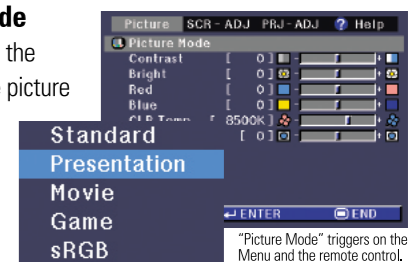 de
the
picture
Picture SCR - ADJ PRJ - ADJ ? Help
Picture Mode
Contrast [ 0 ] - +
Bright [ 0 ] - +
Red [ 0 ] - +
Blue [ 0 ] - +
CLR Temp [ 8500K ] - +
[ 0 ] - +
Standard
Presentation
Movie
Game
sRGB
ENTER END
"Picture Mode" triggers on the
Menu and the remote control.